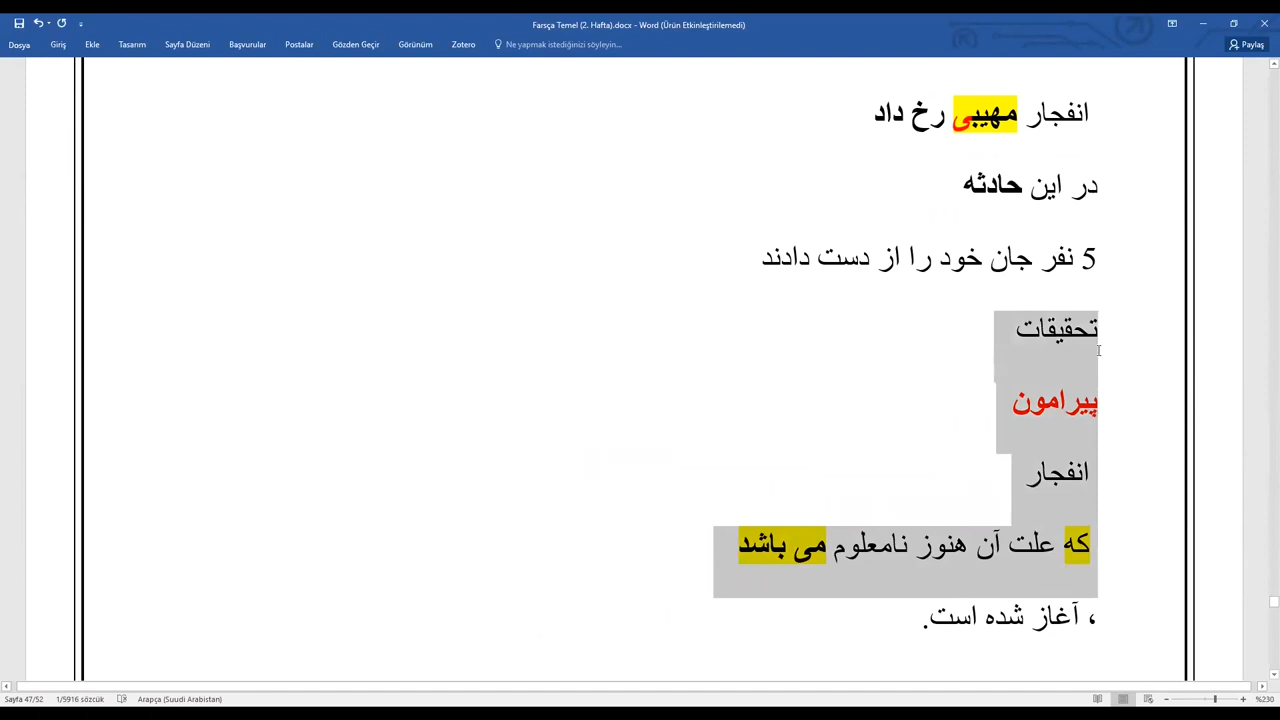 Farsça Temel (2. Hafta).docx - Word (Ürün Etkinleştirilemedi)
Dosya Giriş Ekle Tasarım Sayfa Düzeni Başvurular Postalar Gözden Geçir Görünüm Zotero Ne yapmak istediğinizi söyleyin... Paylaş
انفجار مهیبی رخ داد
در این حادثه
5 نفر جان خود را از دست دادند
تحقیقات
پیرامون
انفجار
که علت آن هنوز نامعلوم می باشد
، آغاز شده است.
Sayfa 47/52 1/5916 sözcük Arapça (Suudi Arabistan) %230